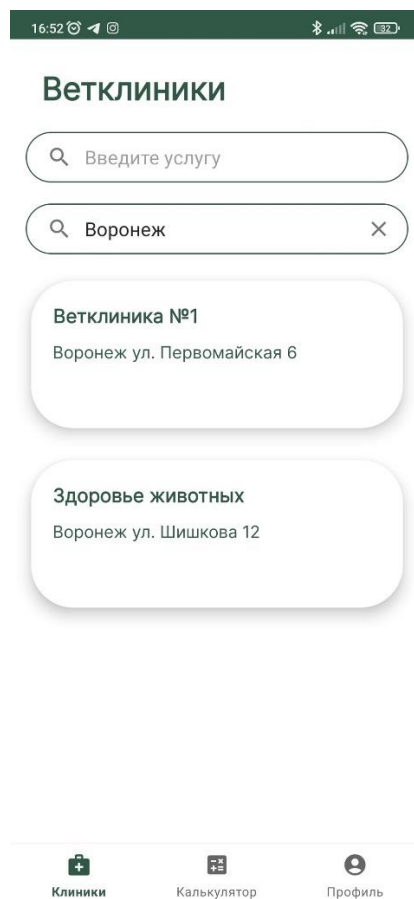 16:52
32
Ветклиники
Введите услугу
Воронеж
Ветклиника №1
Воронеж ул. Первомайская 6
Здоровье животных
Воронеж ул. Шишкова 12
Клиники
Калькулятор
Профиль